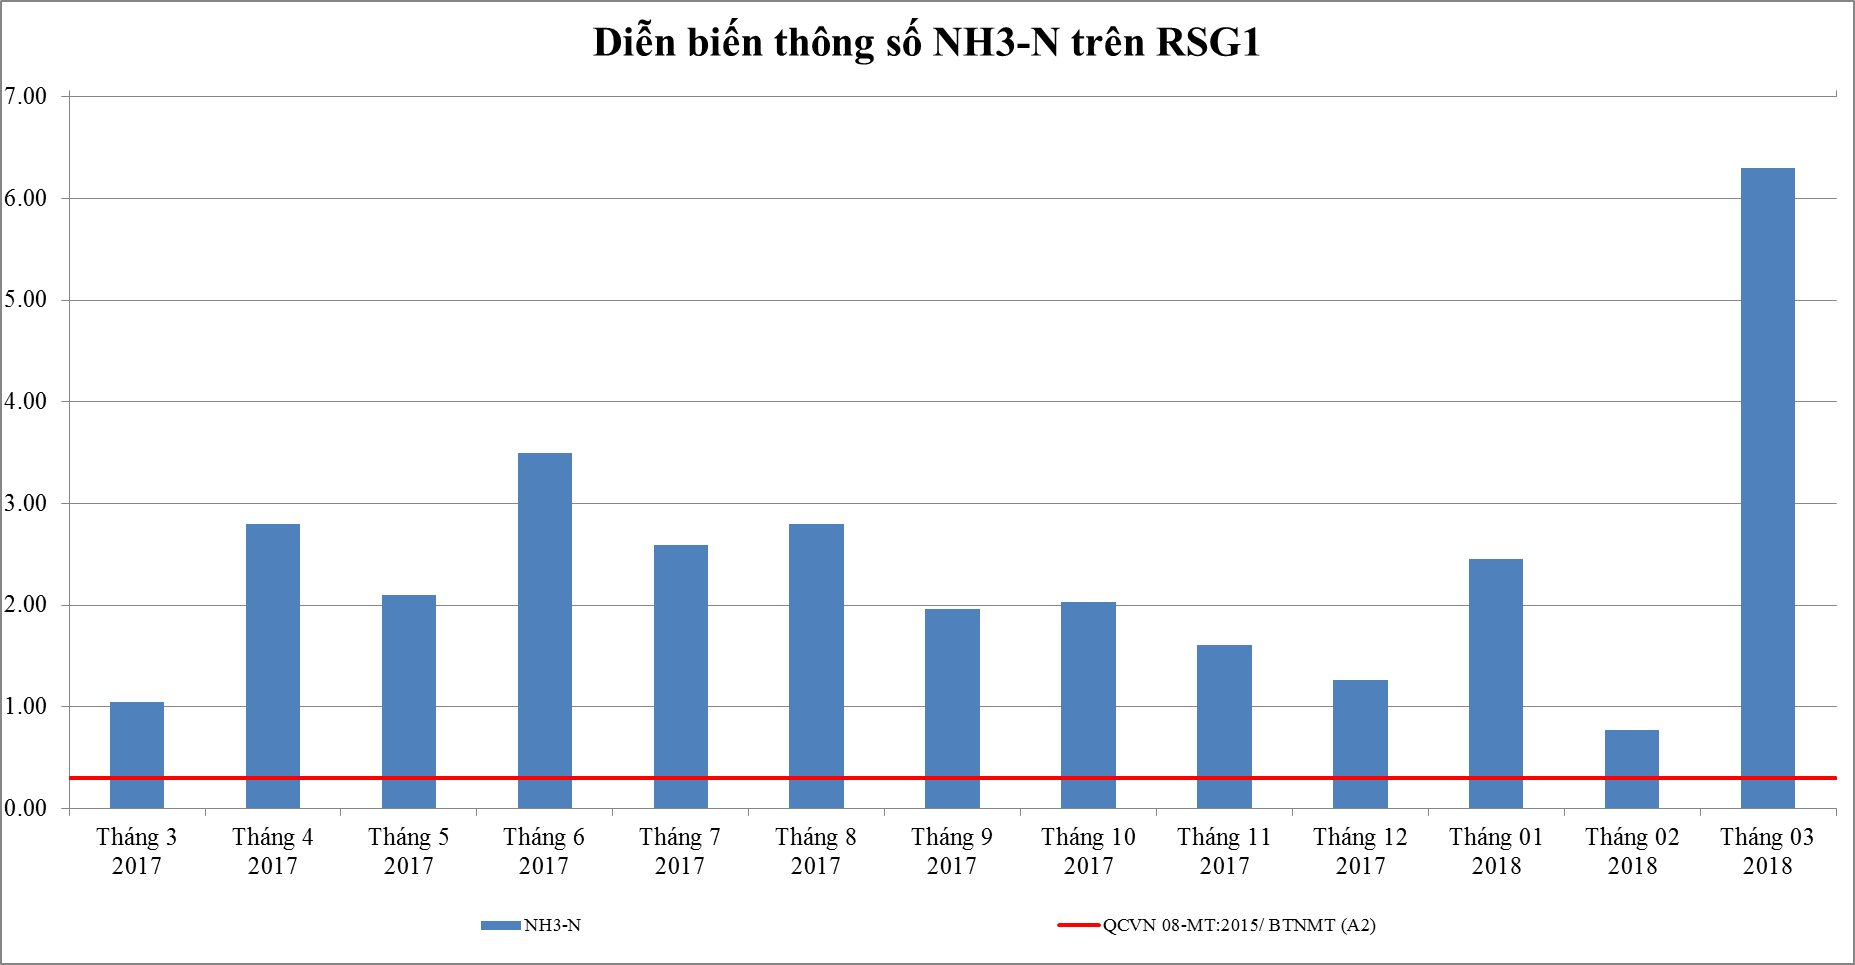 Diễn biến thông số NH3-N trên RSG1
7.00
6.00
5.00
4.00
3.00
2.00
1.00
0.00
Tháng 3
2017
Tháng 4
2017
Tháng 5
2017
Tháng 6
2017
Tháng 7
2017
Tháng 8
2017
Tháng 9
2017
Tháng 10
2017
Tháng 11
2017
Tháng 12
2017
Tháng 01
2018
Tháng 02
2018
Tháng 03
2018
NH3-N
QCVN 08-MT:2015/ BTNMT (A2)